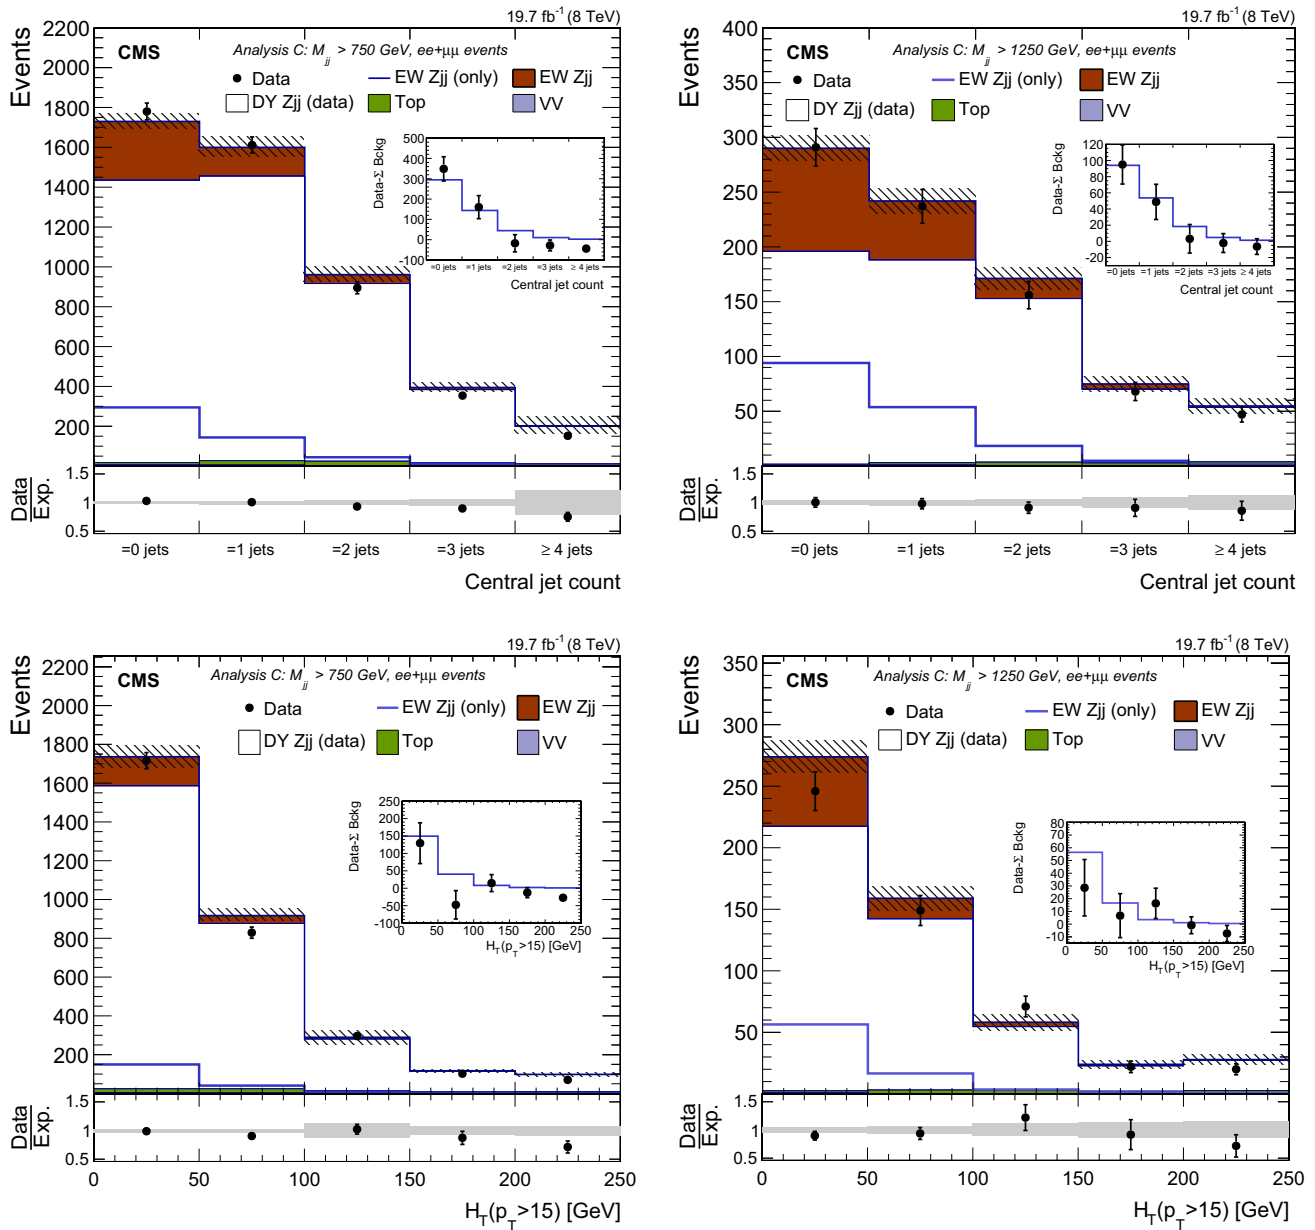 19.7 fb⁻¹ (8 TeV)
CMS
Analysis C: M_jj > 750 GeV, ee+μμ events
Data
EW Zjj (only)
EW Zjj
DY Zjj (data)
Top
VV
Events
2200
2000
1800
1600
1400
1200
1000
800
600
400
200
Data-Σ Bckg
500
400
300
200
100
0
-100
=0 jets =1 jets =2 jets =3 jets ≥ 4 jets
Central jet count
Data
Exp.
1.5
1
0.5
=0 jets =1 jets =2 jets =3 jets ≥ 4 jets
Central jet count
19.7 fb⁻¹ (8 TeV)
CMS
Analysis C: M_jj > 1250 GeV, ee+μμ events
Data
EW Zjj (only)
EW Zjj
DY Zjj (data)
Top
VV
Events
400
350
300
250
200
150
100
50
Data-Σ Bckg
120
100
80
60
40
20
0
-20
=0 jets =1 jets =2 jets =3 jets ≥ 4 jets
Central jet count
Data
Exp.
1.5
1
0.5
=0 jets =1 jets =2 jets =3 jets ≥ 4 jets
Central jet count
19.7 fb⁻¹ (8 TeV)
CMS
Analysis C: M_jj > 750 GeV, ee+μμ events
Data
EW Zjj (only)
EW Zjj
DY Zjj (data)
Top
VV
Events
2200
2000
1800
1600
1400
1200
1000
800
600
400
200
Data-Σ Bckg
250
200
150
100
50
0
-50
-100
0 50 100 150 200 250
H_T(p_T>15) [GeV]
Data
Exp.
1.5
1
0.5
0 50 100 150 200 250
H_T(p_T>15) [GeV]
19.7 fb⁻¹ (8 TeV)
CMS
Analysis C: M_jj > 1250 GeV, ee+μμ events
Data
EW Zjj (only)
EW Zjj
DY Zjj (data)
Top
VV
Events
350
300
250
200
150
100
50
Data-Σ Bckg
80
70
60
50
40
30
20
10
0
-10
0 50 100 150 200 250
H_T(p_T>15) [GeV]
Data
Exp.
1.5
1
0.5
0 50 100 150 200 250
H_T(p_T>15) [GeV]